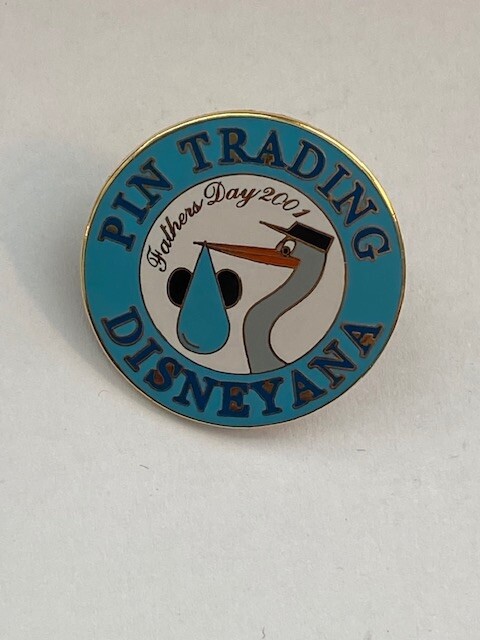 PIN TRADING
Fathers Day 2001
DISNEYANA